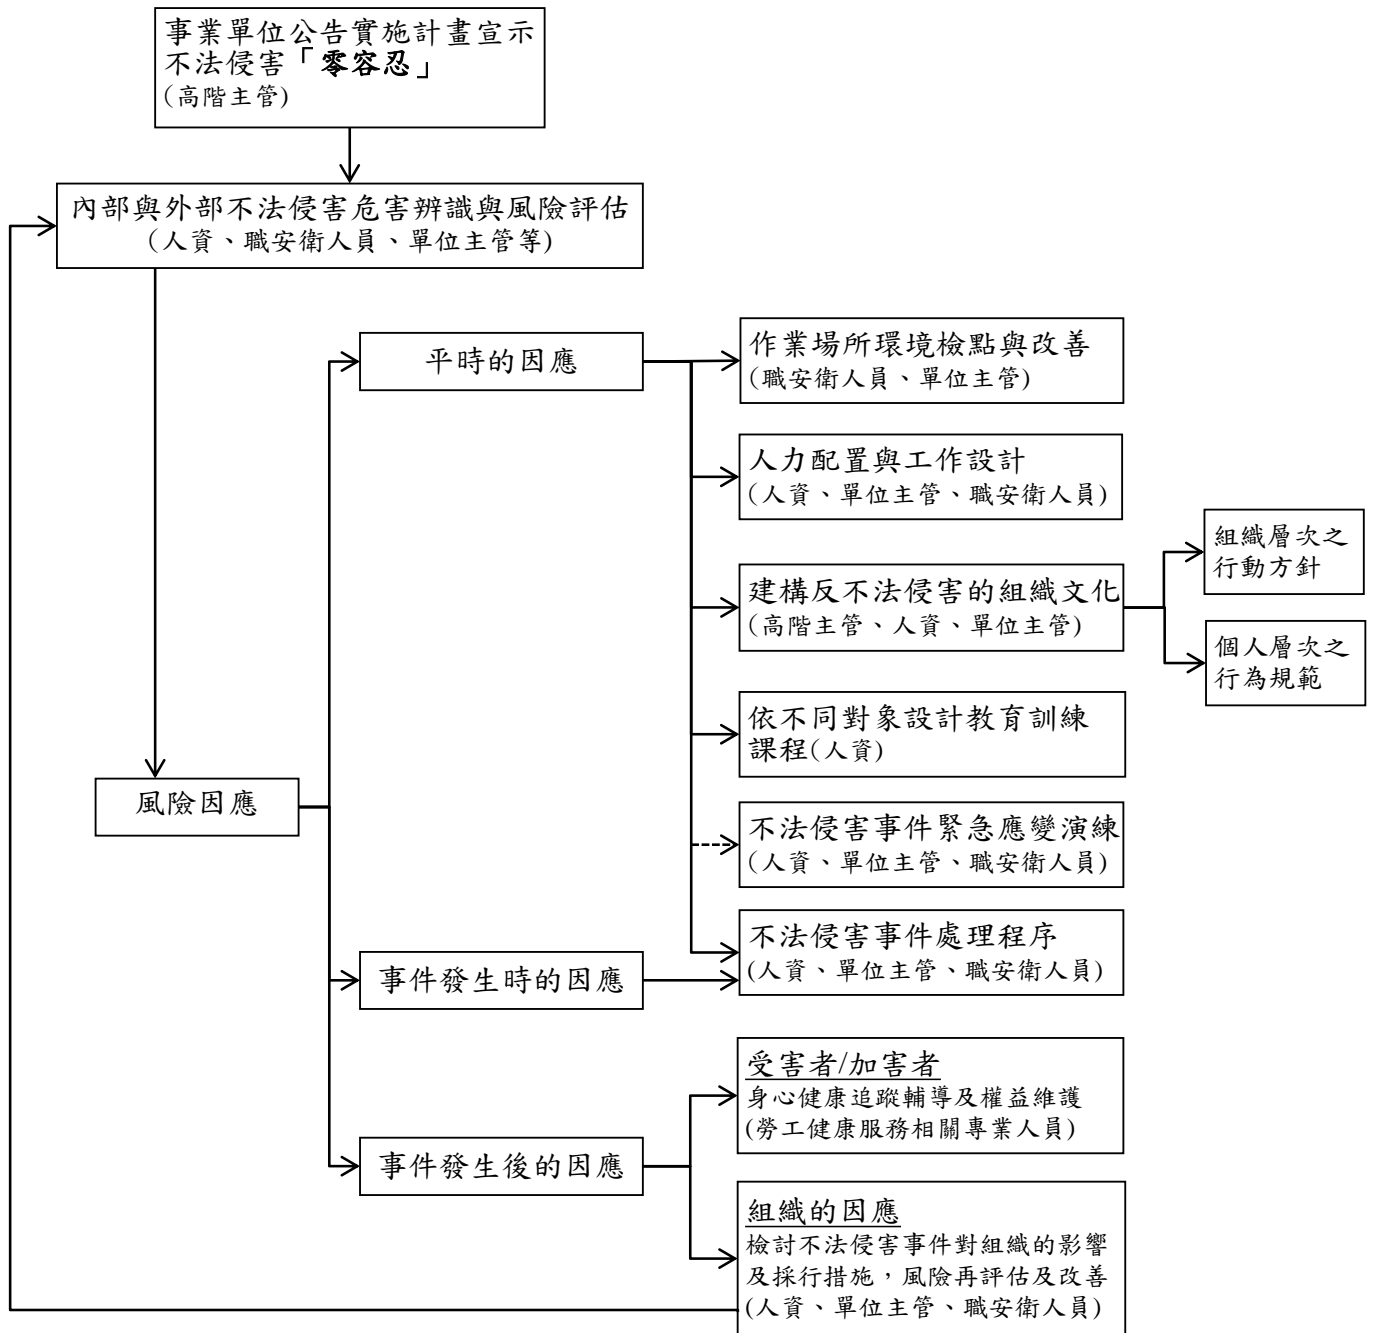 事業單位公告實施計畫宣示
不法侵害「零容忍」
(高階主管)
內部與外部不法侵害危害辨識與風險評估
(人資、職安衛人員、單位主管等)
平時的因應
作業場所環境檢點與改善
(職安衛人員、單位主管)
人力配置與工作設計
(人資、單位主管、職安衛人員)
組織層次之
行動方針
建構反不法侵害的組織文化
(高階主管、人資、單位主管)
個人層次之
行為規範
依不同對象設計教育訓練
課程(人資)
風險因應
不法侵害事件緊急應變演練
(人資、單位主管、職安衛人員)
不法侵害事件處理程序
(人資、單位主管、職安衛人員)
事件發生時的因應
受害者/加害者
身心健康追蹤輔導及權益維護
(勞工健康服務相關專業人員)
事件發生後的因應
組織的因應
檢討不法侵害事件對組織的影響
及採行措施，風險再評估及改善
(人資、單位主管、職安衛人員)